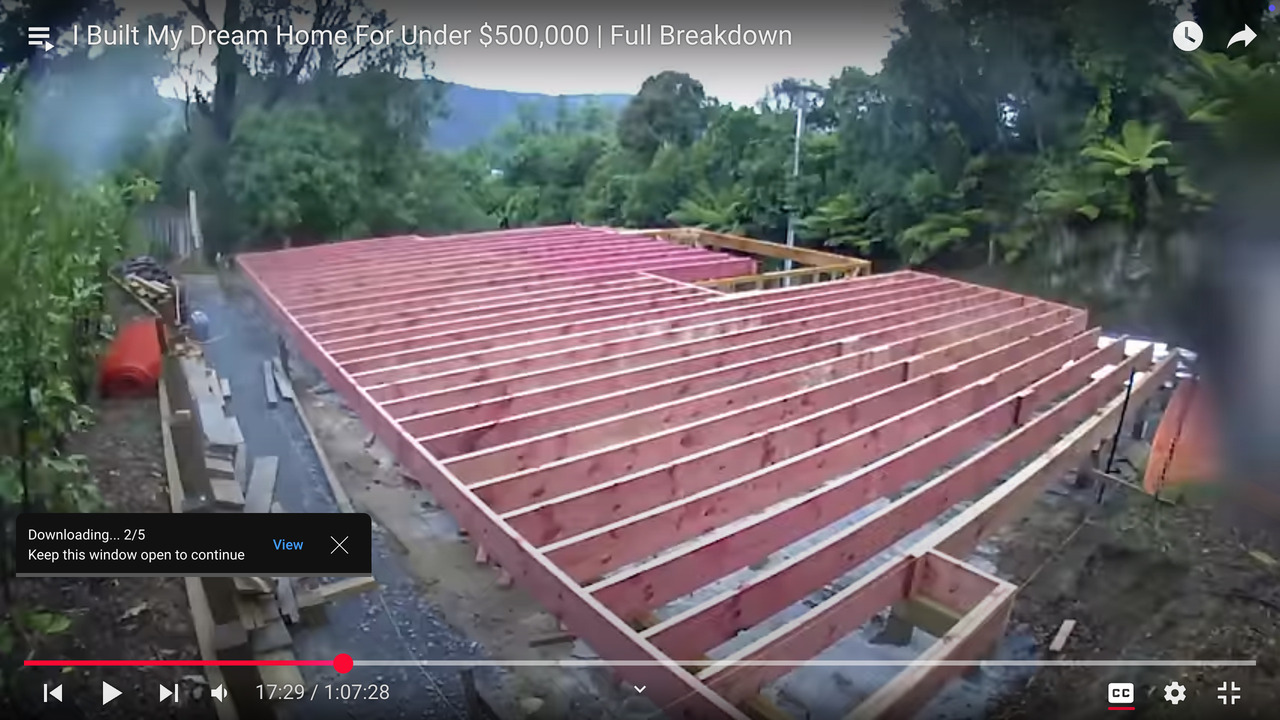 I Built My Dream Home For Under $500,000 | Full Breakdown
Downloading... 2/5
Keep this window open to continue
View
17:29 / 1:07:28
CC